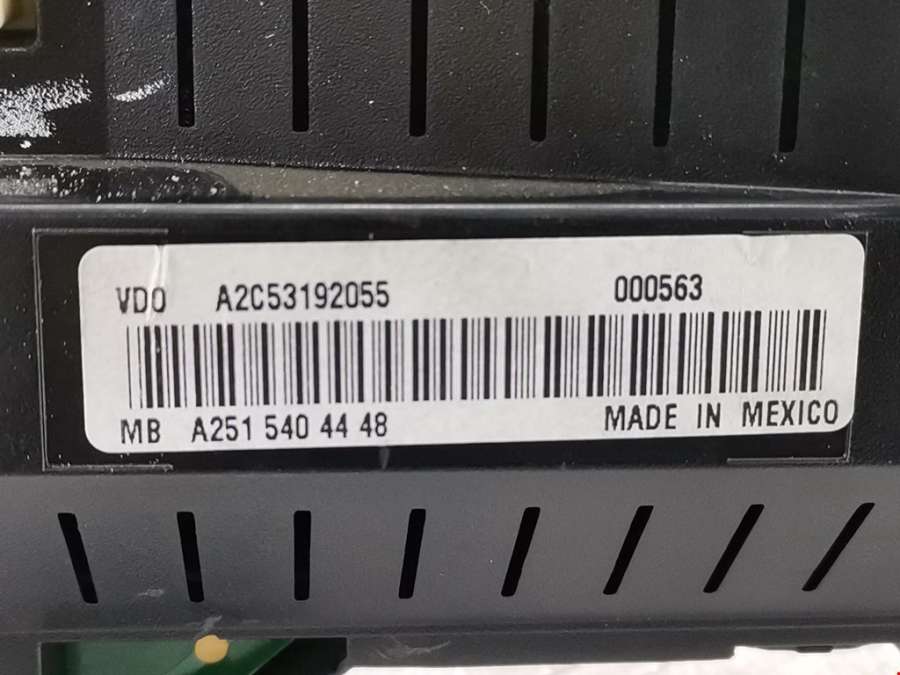 VDO A2C53192055 000563
MB A251 540 44 48 MADE IN MEXICO